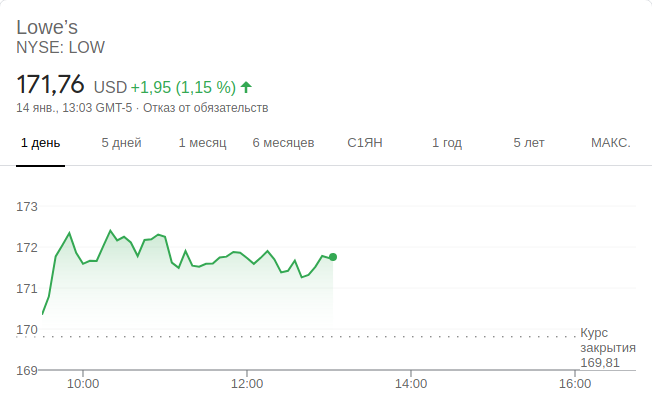 Lowe’s
NYSE: LOW
171,76 USD +1,95 (1,15 %)
14 янв., 13:03 GMT-5 · Отказ от обязательств
1 день 5 дней 1 месяц 6 месяцев С1ЯН 1 год 5 лет МАКС.
173
172
171
170
Курс
закрытия
169,81
169
10:00 12:00 14:00 16:00